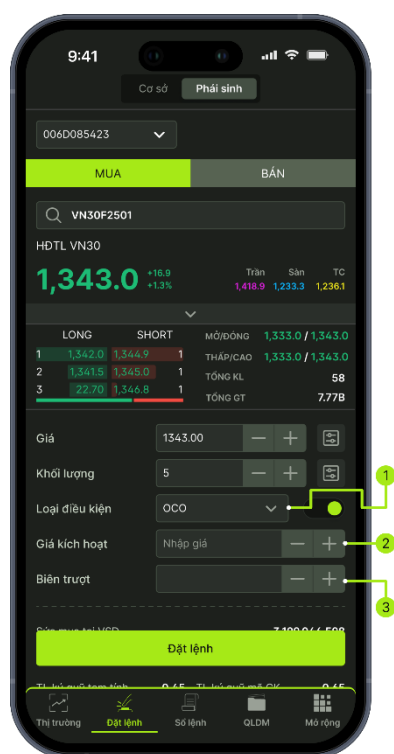 9:41
Cơ sở Phái sinh
006D085423
MUA BÁN
VN30F2501
HĐTL VN30
1,343.0 +16.9 +1.3%
Trần Sàn TC
1,418.9 1,233.3 1,236.1
LONG SHORT MỞ/ĐÓNG 1,333.0 / 1,343.0
1 1,342.0 1,344.9 1 THẤP/CAO 1,333.0 / 1,343.0
2 1,341.5 1,345.0 1 TỔNG KL 58
3 22.70 1,346.8 1 TỔNG GT 7.77B
Giá 1343.00
Khối lượng 5
1
Loại điều kiện OCO
Giá kích hoạt Nhập giá 2
Biên trượt
3
Đặt lệnh
Thị trường Đặt lệnh Sổ lệnh QLDM Mở rộng